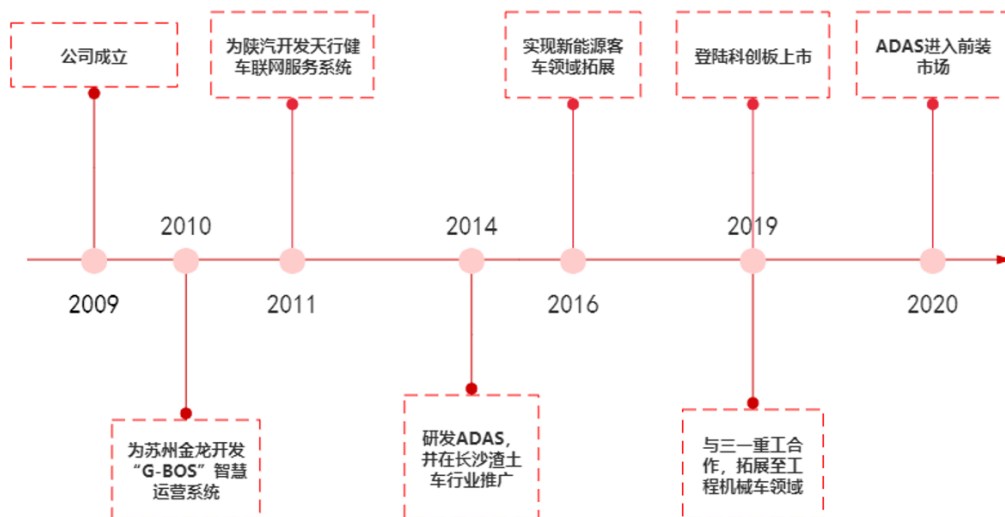 公司成立
为陕汽开发天行健
车联网服务系统
实现新能源客
车领域拓展
登陆科创板上市
ADAS进入前装
市场
2010
2014
2019
2009
2011
2016
2020
为苏州金龙开发
“G-BOS”智慧
运营系统
研发ADAS，
并在长沙渣土
车行业推广
与三一重工合
作，拓展至工
程机械车领域